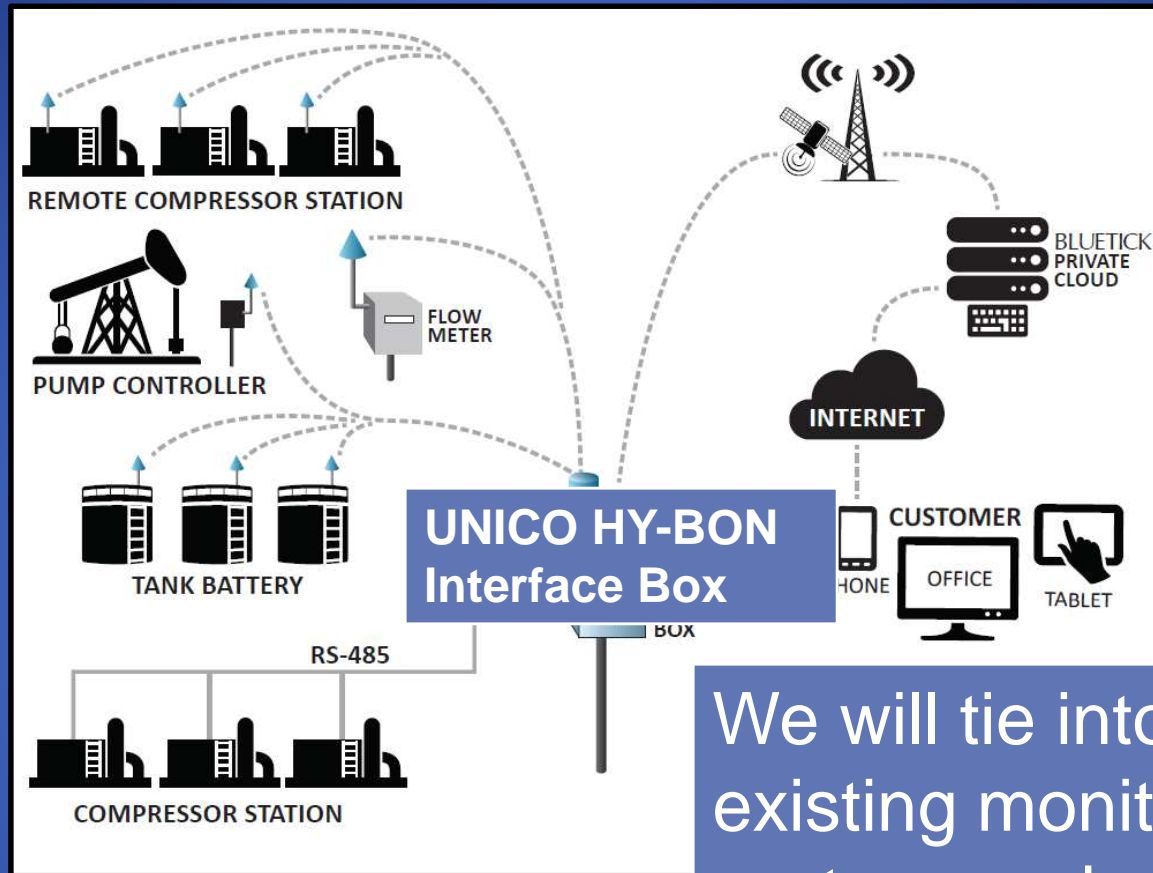 REMOTE COMPRESSOR STATION
BLUETICK
PRIVATE
CLOUD
FLOW
METER
PUMP CONTROLLER
INTERNET
UNICO HY-BON
Interface Box
CUSTOMER
HONE
OFFICE
TABLET
TANK BATTERY
BOX
RS-485
We will tie into
existing monit
COMPRESSOR STATION